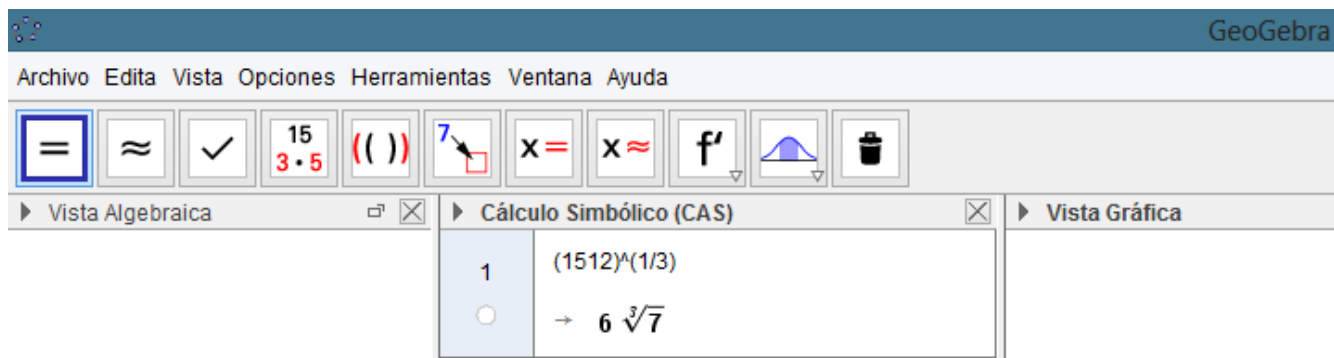 GeoGebra
Archivo Edita Vista Opciones Herramientas Ventana Ayuda
= ≈ ✓ 15 3·5 (( )) 7 x= x≈ f'
Vista Algebraica
Cálculo Simbólico (CAS)
Vista Gráfica
1
(1512)^(1/3)
→ 6 ∛7